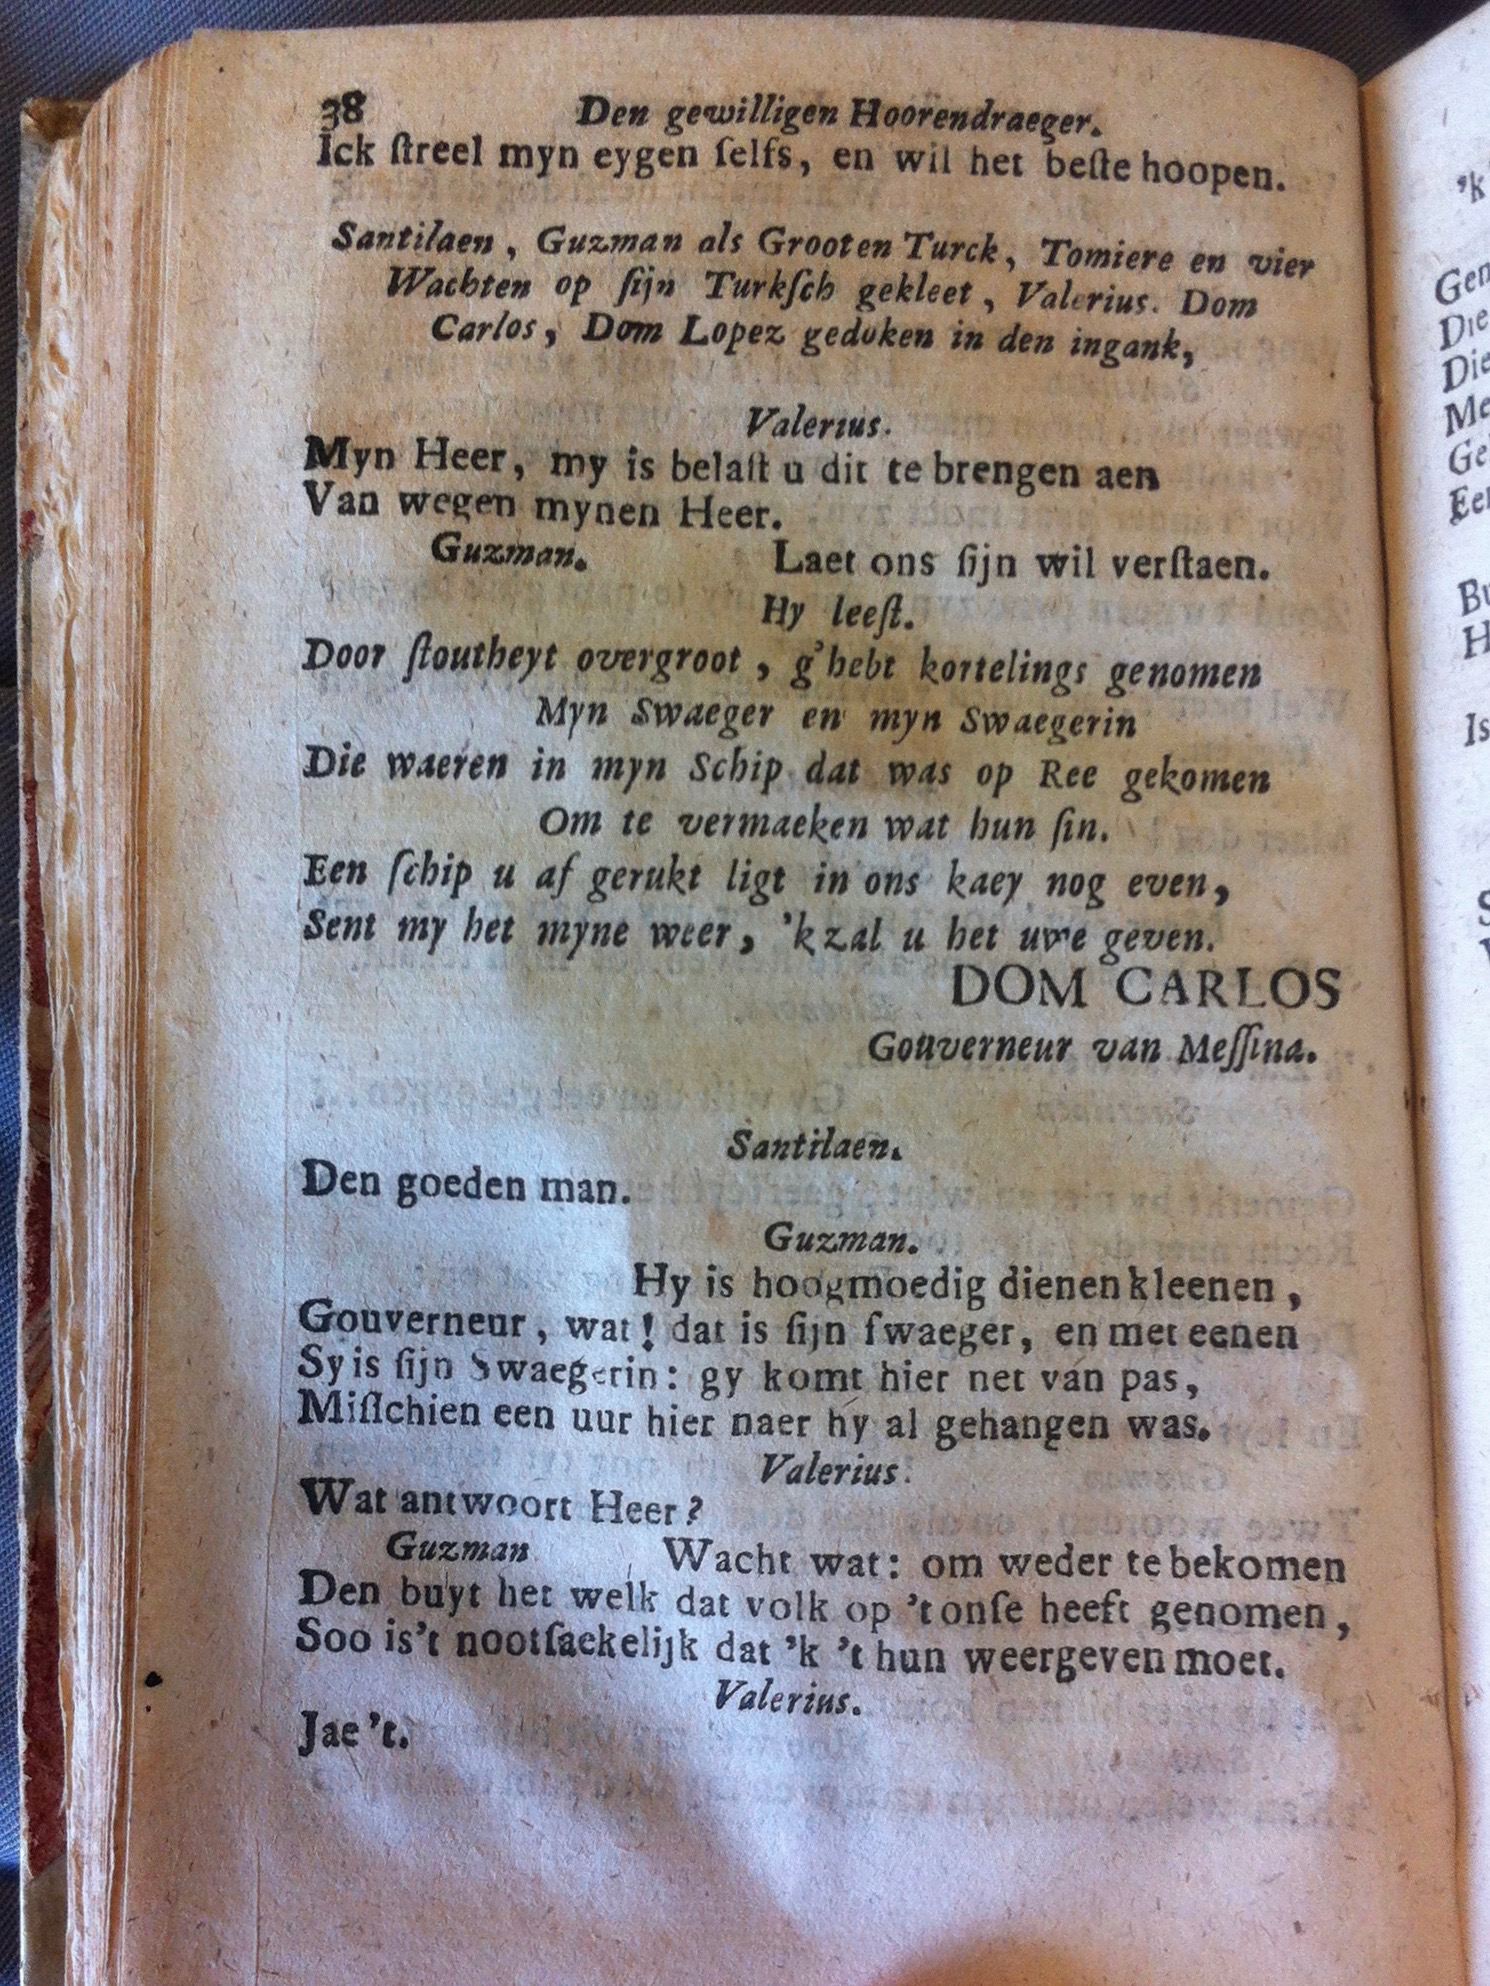 38 Den gewilligen Hoorendraeger.
Ick ſtreel myn eygen ſelfs, en wil het beſte hoopen.
Santilaen, Guzman als Grooten Turck, Tomiere en vier
Wachten op ſijn Turkſch gekleet, Valerius. Dom
Carlos, Dom Lopez gedoken in den ingank,
Valerius.
Myn Heer, my is belaſt u dit te brengen aen
Van wegen mynen Heer.
Guzman. Laet ons ſijn wil verſtaen.
Hy leeſt.
Door ſtoutheyt overgroot, g'hebt kortelings genomen
Myn Swaeger en myn Swaegerin
Die waeren in myn Schip dat was op Ree gekomen
Om te vermaeken wat hun ſin.
Een ſchip u af gerukt ligt in ons kaey nog even,
Sent my het myne weer, 'k zal u het uwe geven.
DOM CARLOS
Gouverneur van Meſſina.
Santilaen.
Den goeden man.
Guzman.
Hy is hoogmoedig dienen kleenen,
Gouverneur, wat! dat is ſijn ſwaeger, en met eenen
Sy is ſijn Swaegerin: gy komt hier net van pas,
Miſſchien een uur hier naer hy al gehangen was.
Valerius.
Wat antwoort Heer?
Guzman Wacht wat: om weder te bekomen
Den buyt het welk dat volk op 't onſe heeft genomen,
Soo is't nootſaekelijk dat 'k 't hun weergeven moet.
Valerius.
Jae 't.
'k
Gen
Die
Die
Me
Is